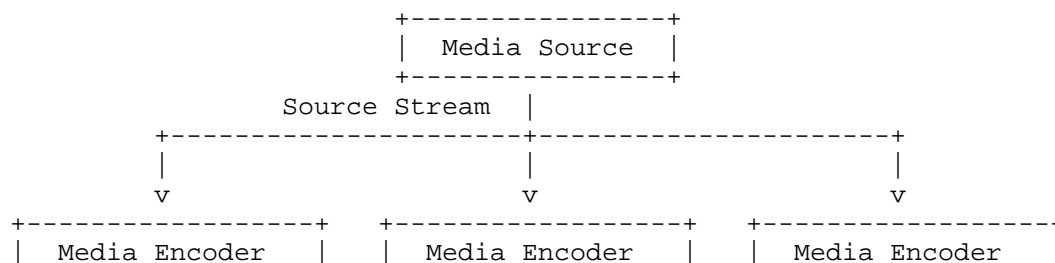 +----------------+
| Media Source |
+----------------+
Source Stream |
+----------------------+----------------------+
| | |
v v v
+------------------+ +------------------+ +------------------
| Media Encoder | | Media Encoder | | Media Encoder